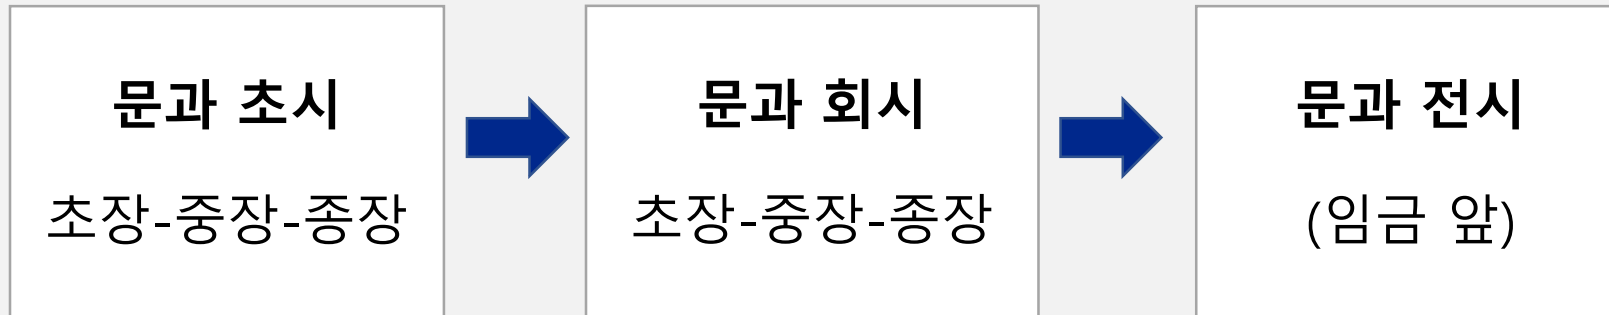 문과 초시
초장-중장-종장
문과 회시
초장-중장-종장
문과 전시
(임금 앞)